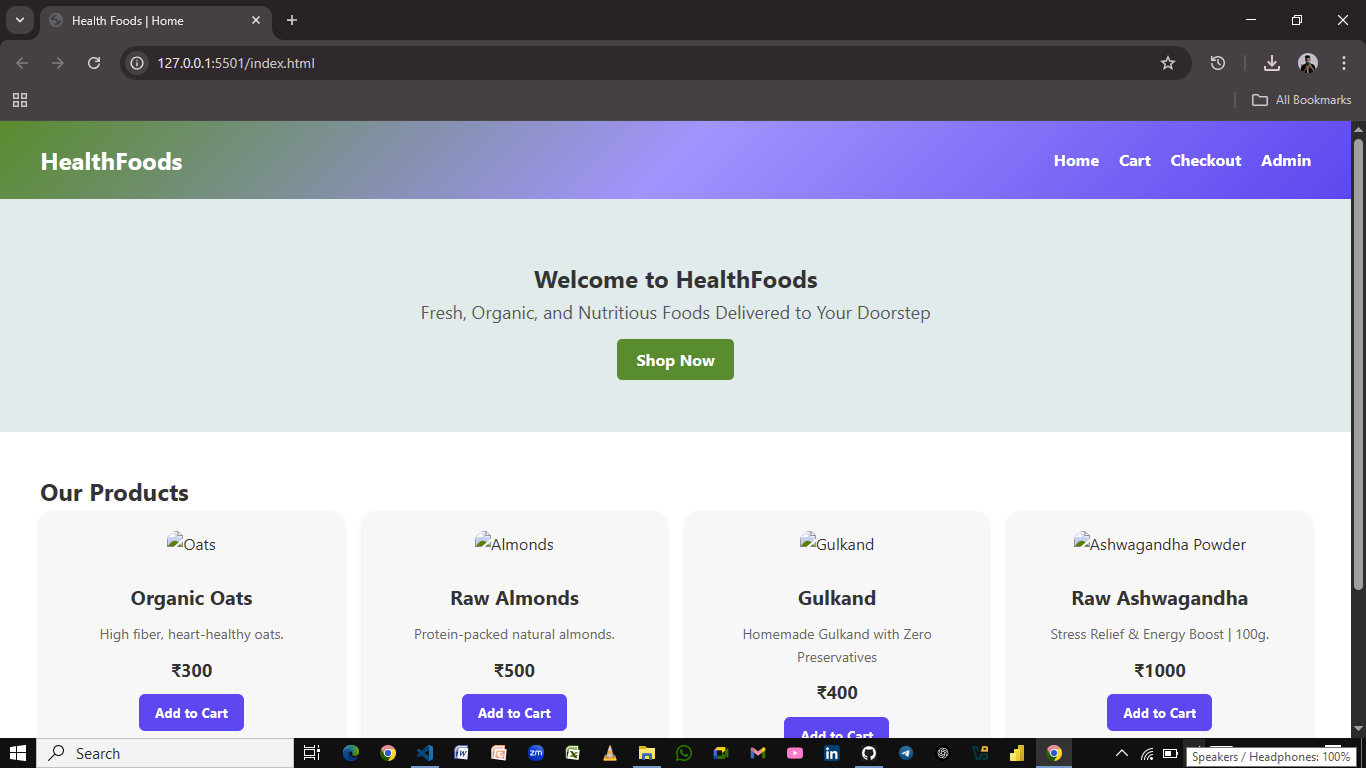 Health Foods | Home
127.0.0.1:5501/index.html
All Bookmarks
HealthFoods
Home Cart Checkout Admin
Welcome to HealthFoods
Fresh, Organic, and Nutritious Foods Delivered to Your Doorstep
Shop Now
Our Products
Oats Almonds Gulkand Ashwagandha Powder
Organic Oats Raw Almonds Gulkand Raw Ashwagandha
High fiber, heart-healthy oats. Protein-packed natural almonds. Homemade Gulkand with Zero Stress Relief & Energy Boost | 100g.
Preservatives
₹300 ₹500 ₹400 ₹1000
Add to Cart Add to Cart Add to Cart Add to Cart
Search
zm
in
Speakers / Headphones: 100%